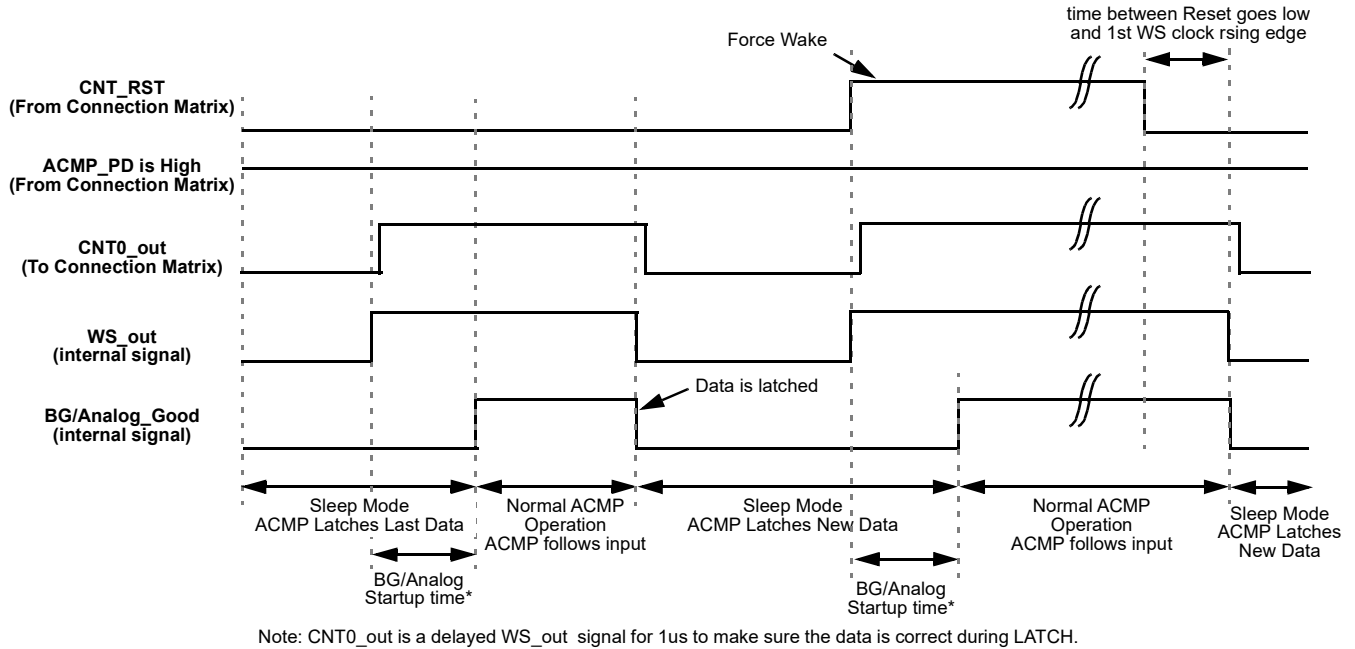 time between Reset goes low
and 1st WS clock rsing edge
Force Wake
CNT_RST
(From Connection Matrix)
ACMP_PD is High
(From Connection Matrix)
CNT0_out
(To Connection Matrix)
WS_out
(internal signal)
Data is latched
BG/Analog_Good
(internal signal)
Sleep Mode
ACMP Latches Last Data
Normal ACMP
Operation
ACMP follows input
Sleep Mode
ACMP Latches New Data
Normal ACMP
Operation
ACMP follows input
Sleep Mode
ACMP Latches
New Data
BG/Analog
Startup time*
BG/Analog
Startup time*
Note: CNT0_out is a delayed WS_out signal for 1us to make sure the data is correct during LATCH.